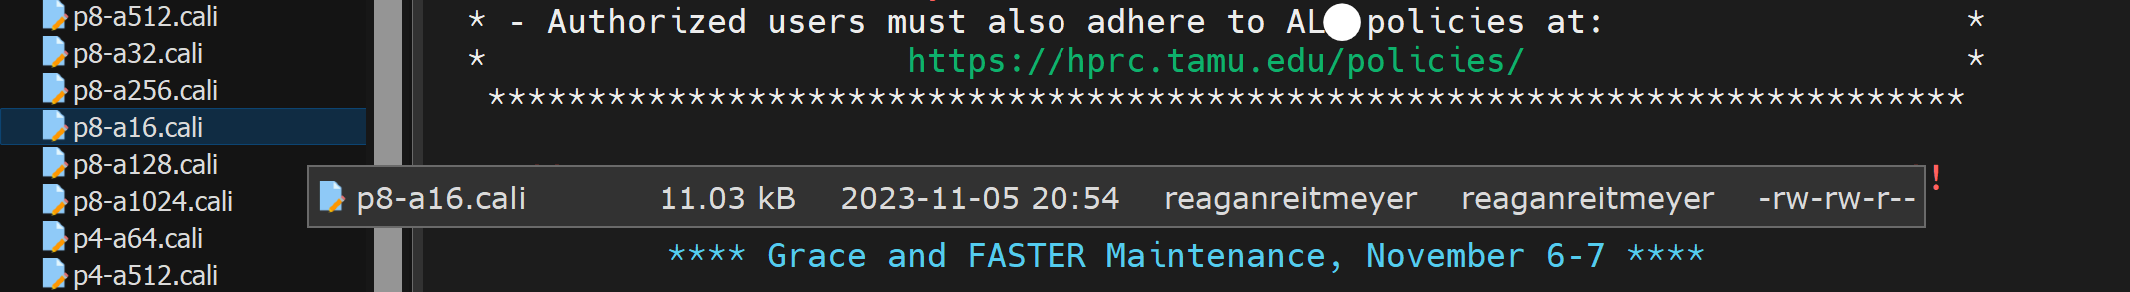 p8-a512.cali
p8-a32.cali
p8-a256.cali
p8-a16.cali
p8-a128.cali
p8-a1024.cali
p4-a64.cali
p4-a512.cali
* - Authorized users must also adhere to AL policies at: *
* https://hprc.tamu.edu/policies/ *
**************************************************************************
!
p8-a16.cali 11.03 kB 2023-11-05 20:54 reaganreitmeyer reaganreitmeyer -rw-rw-r--
**** Grace and FASTER Maintenance, November 6-7 ****